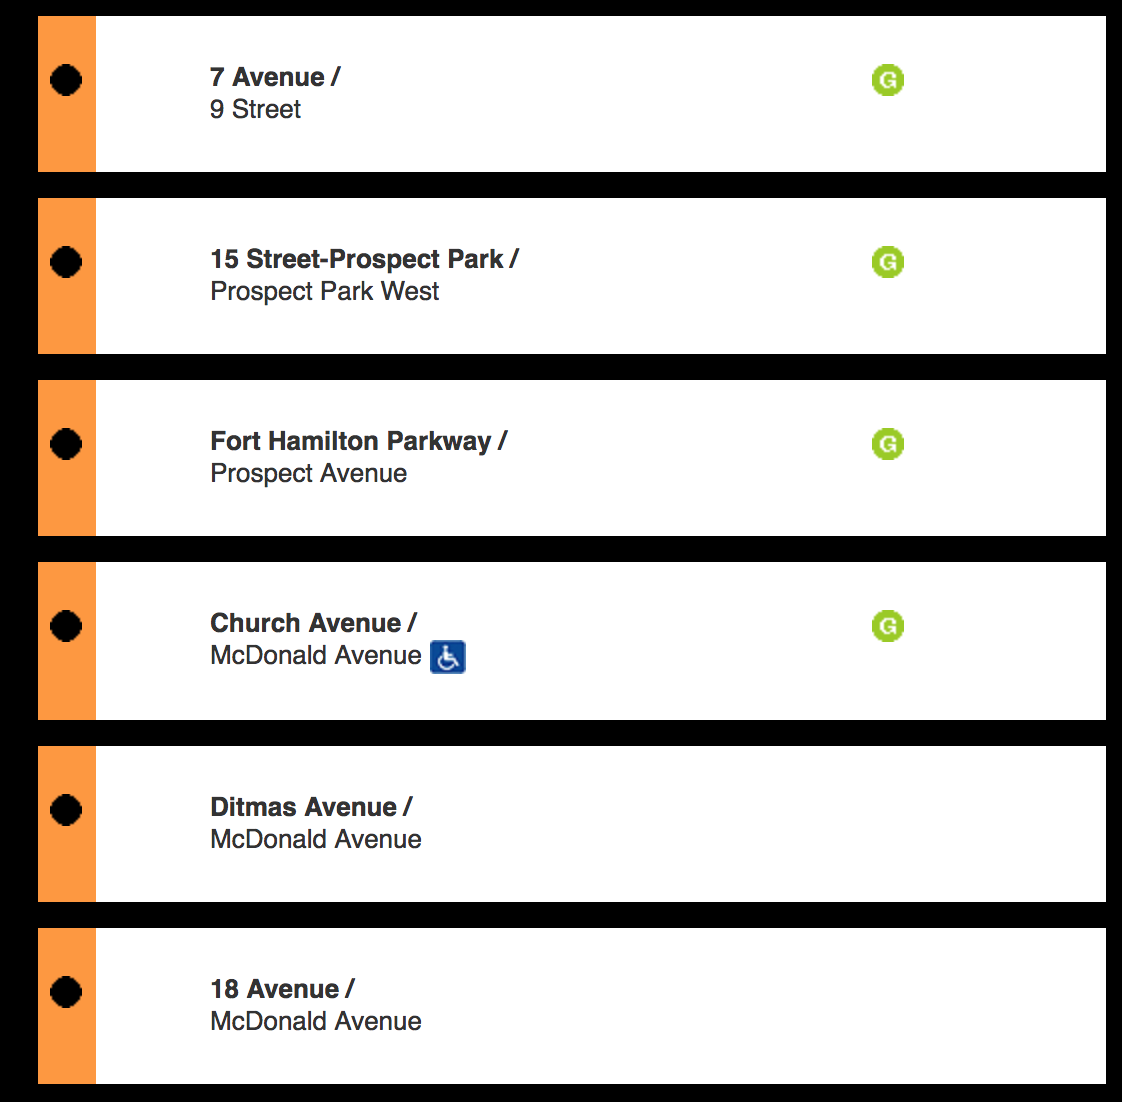 7 Avenue /
G
9 Street
15 Street-Prospect Park /
G
Prospect Park West
Fort Hamilton Parkway /
G
Prospect Avenue
Church Avenue /
G
McDonald Avenue
Ditmas Avenue /
McDonald Avenue
18 Avenue /
McDonald Avenue